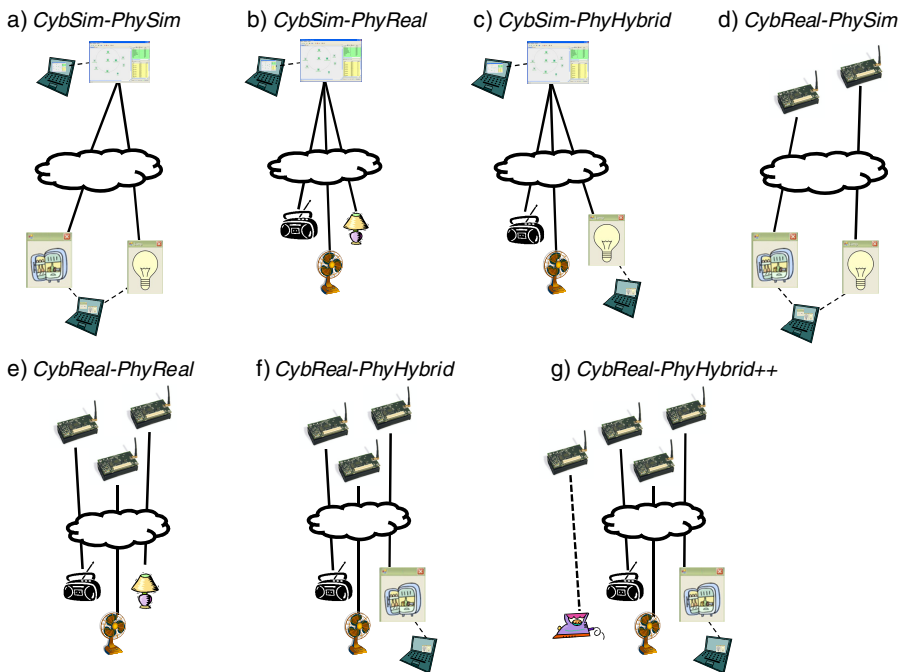 a) CybSim-PhySim
b) CybSim-PhyReal
c) CybSim-PhyHybrid
d) CybReal-PhySim
e) CybReal-PhyReal
f) CybReal-PhyHybrid
g) CybReal-PhyHybrid++